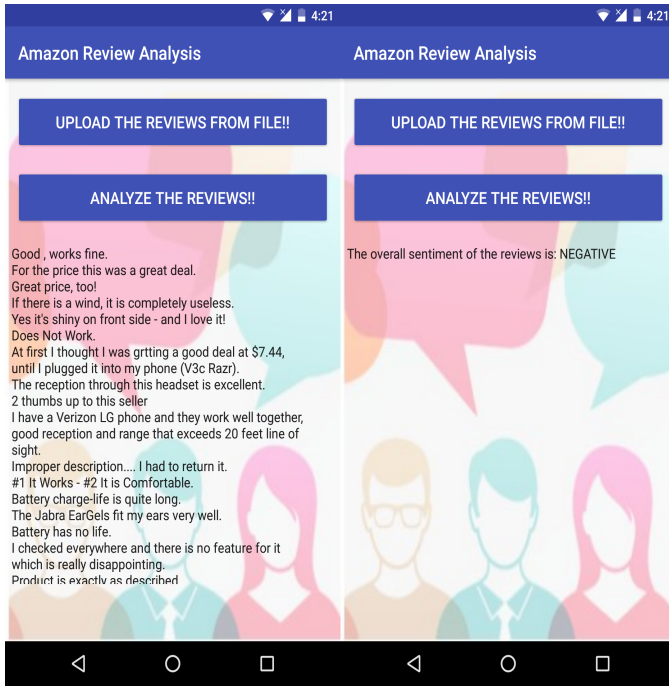 4:21
Amazon Review Analysis
UPLOAD THE REVIEWS FROM FILE!!
ANALYZE THE REVIEWS!!
Good , works fine.
For the price this was a great deal.
Great price, too!
If there is a wind, it is completely useless.
Yes it's shiny on front side - and I love it!
Does Not Work.
At first I thought I was grtting a good deal at $7.44,
until I plugged it into my phone (V3c Razr).
The reception through this headset is excellent.
2 thumbs up to this seller
I have a Verizon LG phone and they work well together,
good reception and range that exceeds 20 feet line of
sight.
Improper description.... I had to return it.
#1 It Works - #2 It is Comfortable.
Battery charge-life is quite long.
The Jabra EarGels fit my ears very well.
Battery has no life.
I checked everywhere and there is no feature for it
which is really disappointing.
Product is exactly as described
4:21
Amazon Review Analysis
UPLOAD THE REVIEWS FROM FILE!!
ANALYZE THE REVIEWS!!
The overall sentiment of the reviews is: NEGATIVE